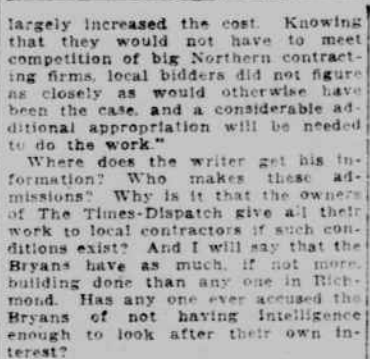 largely increased the cost. Knowing
that they would not have to meet
competition of big Northern contract-
ing firms, local bidders did not figure
as closely as would otherwise have
been the case, and a considerable ad-
ditional appropriation will be needed
to do the work."
Where does the writer get his in-
formation? Who makes these ad-
missions? Why is it that the owners
of The Times-Dispatch give all their
work to local contractors if such con-
ditions exist? And I will say that the
Bryans have as much, if not more,
building done than any one in Rich-
mond. Has any one ever accused the
Bryans of not having intelligence
enough to look after their own in-
terest?